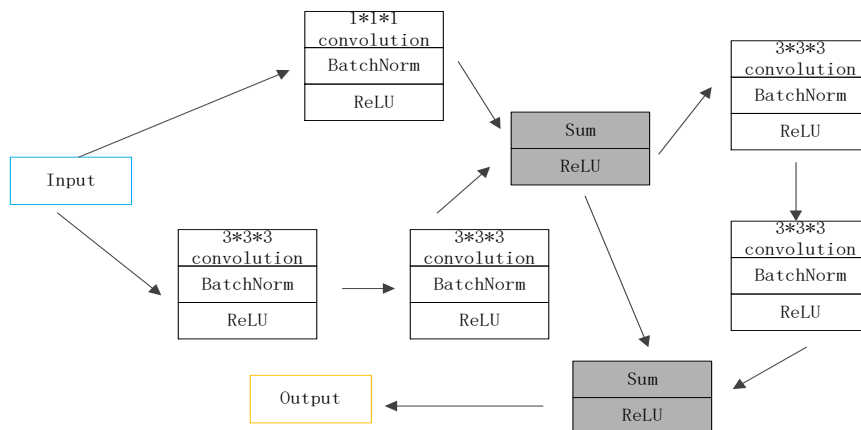 1*1*1
convolution
BatchNorm
ReLU
Input
3*3*3
convolution
BatchNorm
ReLU
3*3*3
convolution
BatchNorm
ReLU
Sum
ReLU
3*3*3
convolution
BatchNorm
ReLU
3*3*3
convolution
BatchNorm
ReLU
Sum
ReLU
Output